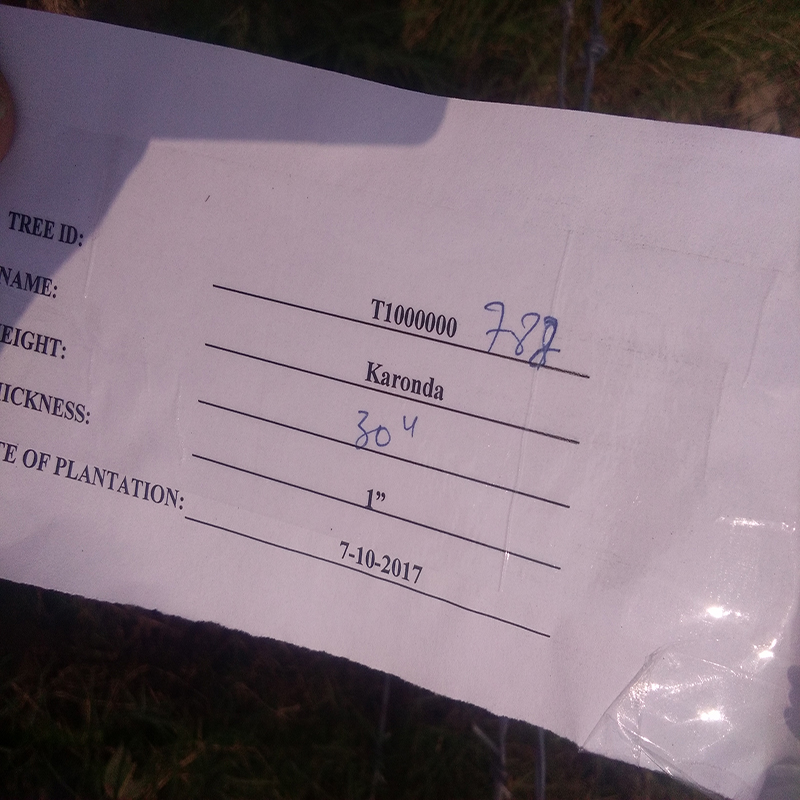 TREE ID: T1000000
NAME: Karonda
EIGHT: 30"
ICKNESS: 1”
TE OF PLANTATION: 7-10-2017